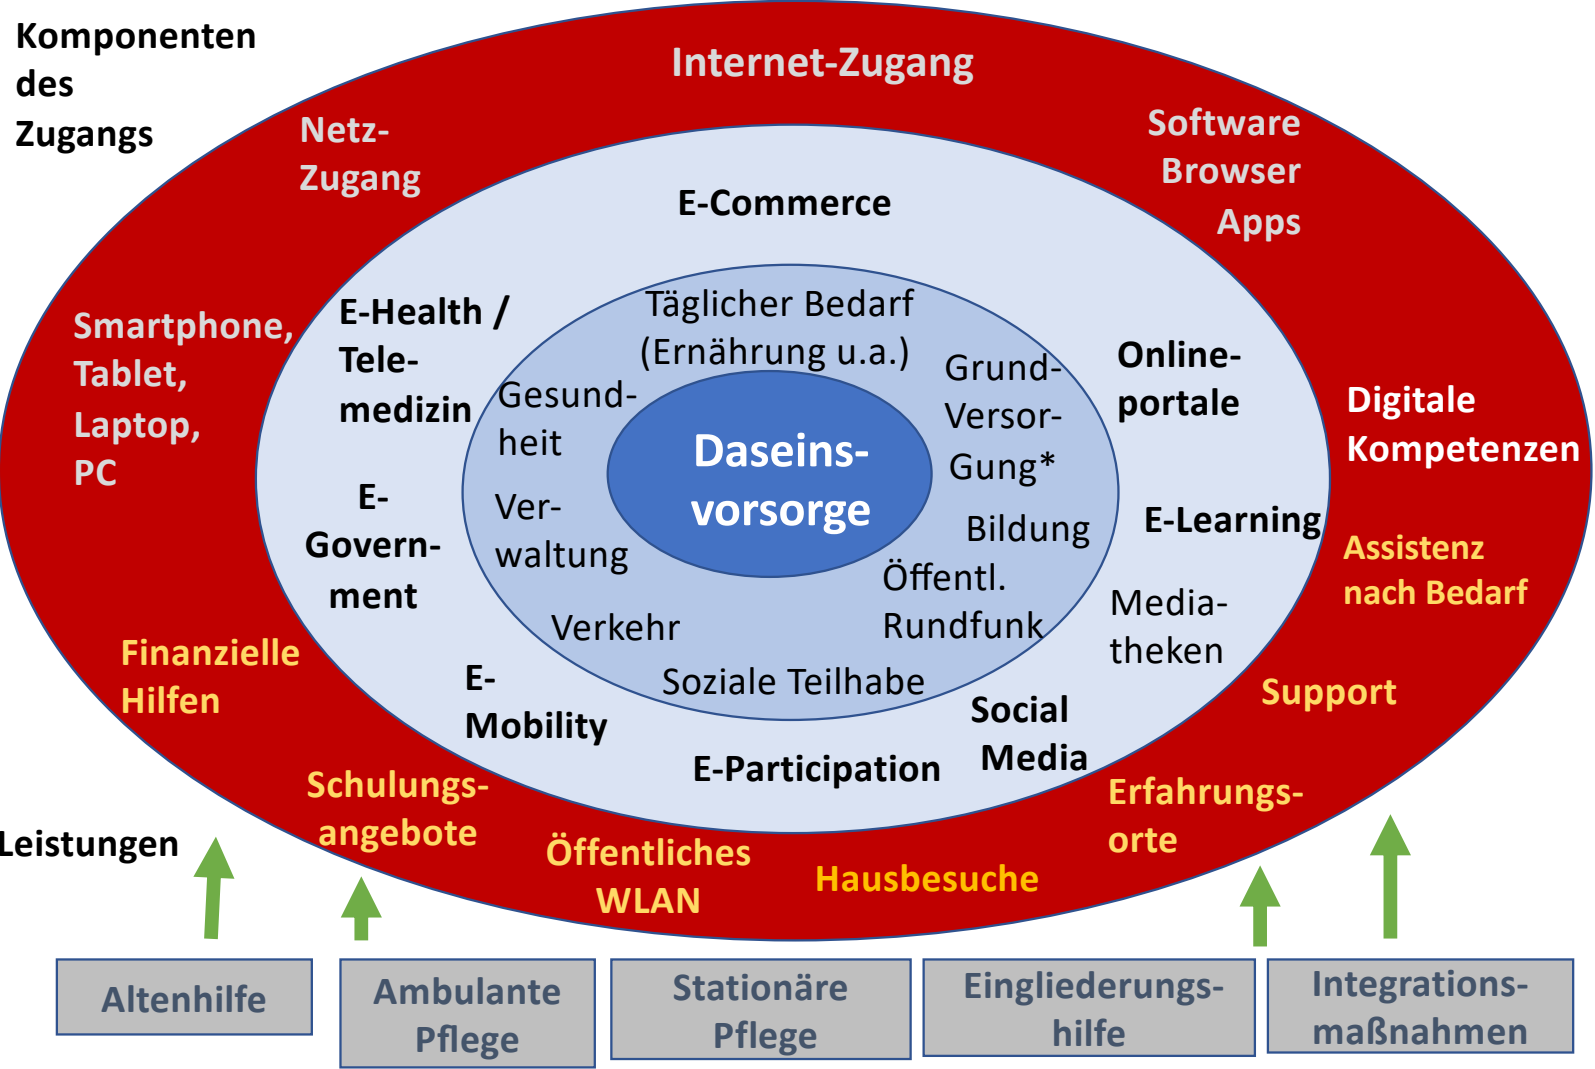 Komponenten
des
Zugangs
Internet-Zugang
Netz-
Zugang
Software
Browser
Apps
E-Commerce
Smartphone,
Tablet,
Laptop,
PC
E-Health /
Tele-
medizin
Täglicher Bedarf
(Ernährung u.a.)
Gesund-
heit
Grund-
Versor-
Gung*
Online-
portale
Digitale
Kompetenzen
Daseins-
vorsorge
E-
Govern-
ment
Ver-
waltung
Bildung
E-Learning
Assistenz
nach Bedarf
Öffentl.
Rundfunk
Media-
theken
Verkehr
Soziale Teilhabe
Finanzielle
Hilfen
E-
Mobility
Social
Media
Support
E-Participation
Schulungs-
angebote
Erfahrungs-
orte
Leistungen
Öffentliches
WLAN
Hausbesuche
Altenhilfe
Ambulante
Pflege
Stationäre
Pflege
Eingliederungs-
hilfe
Integrations-
maßnahmen